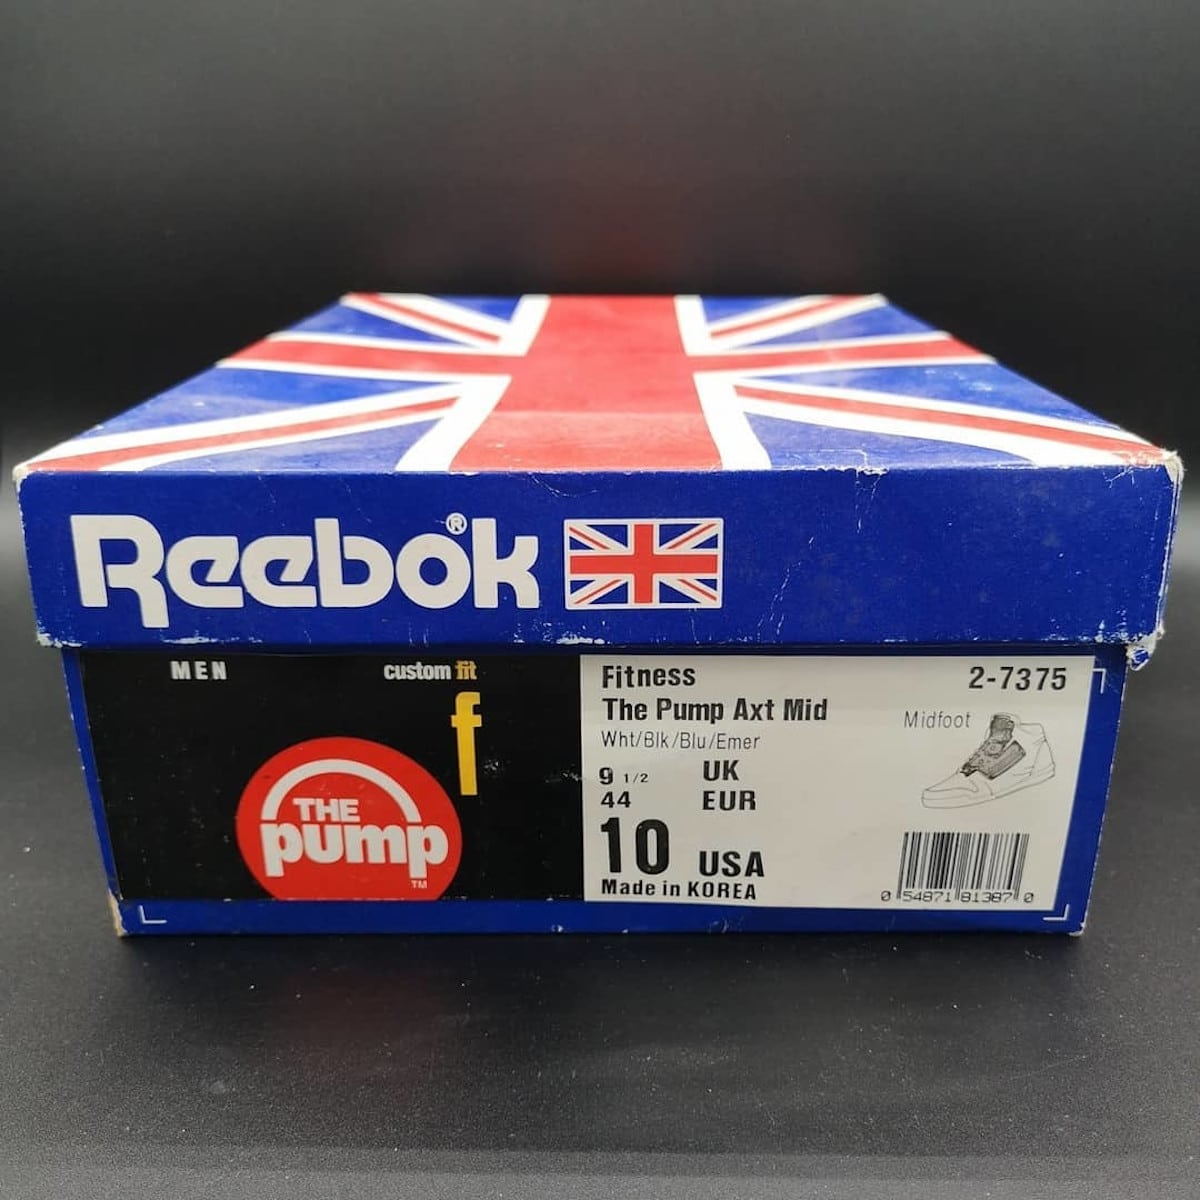 Reebok®
MEN
custom fit
f
THE
pump
TM
Fitness 2-7375
The Pump Axt Mid
Wht/Blk/Blu/Emer
Midfoot
9 1/2 UK
44 EUR
10 USA
Made in KOREA
0 54871 81387 0